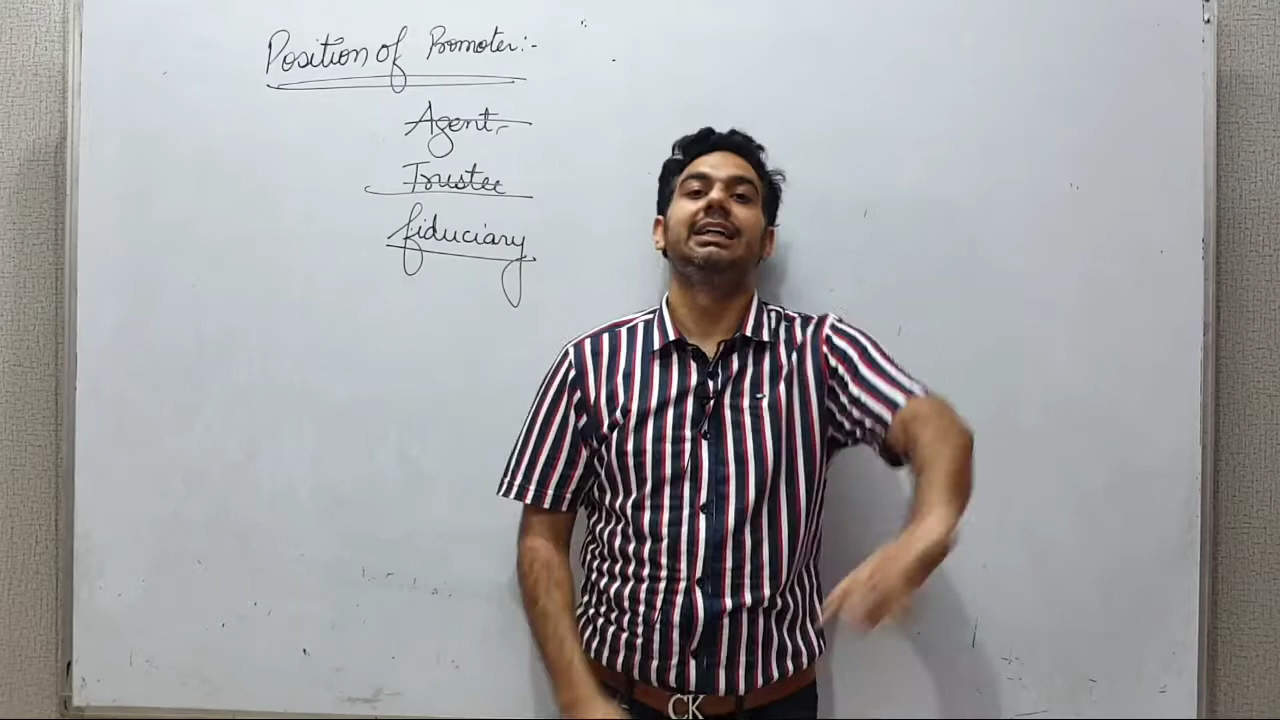 Position of Promoter:-
Agent
Trustee
fiduciary
CK